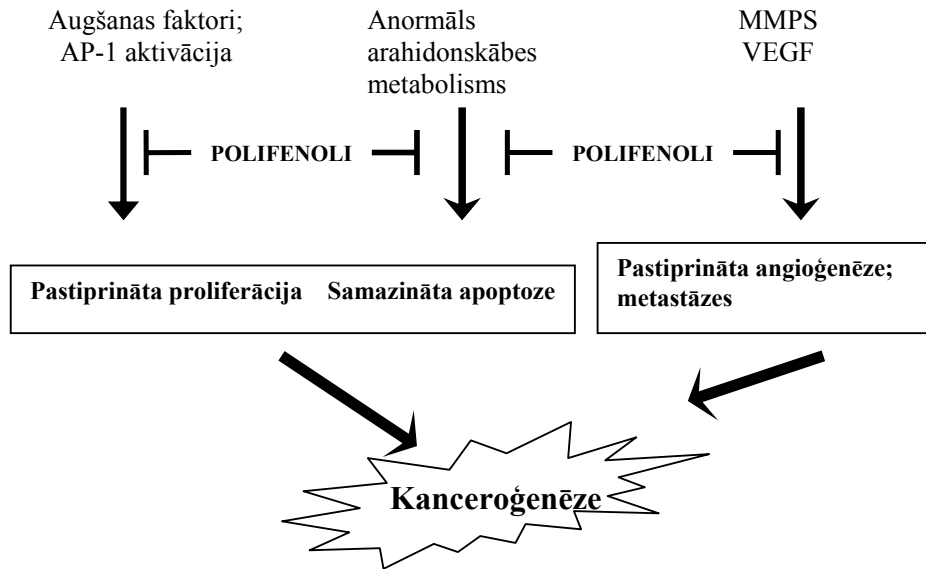 Augšanas faktori;
AP-1 aktivācija
Anormāls
arahidonskābes
metabolisms
MMPS
VEGF
POLIFENOLI
POLIFENOLI
Pastiprināta proliferācija Samazināta apoptoze
Pastiprināta angioģenēze;
metastāzes
Kanceroģenēze